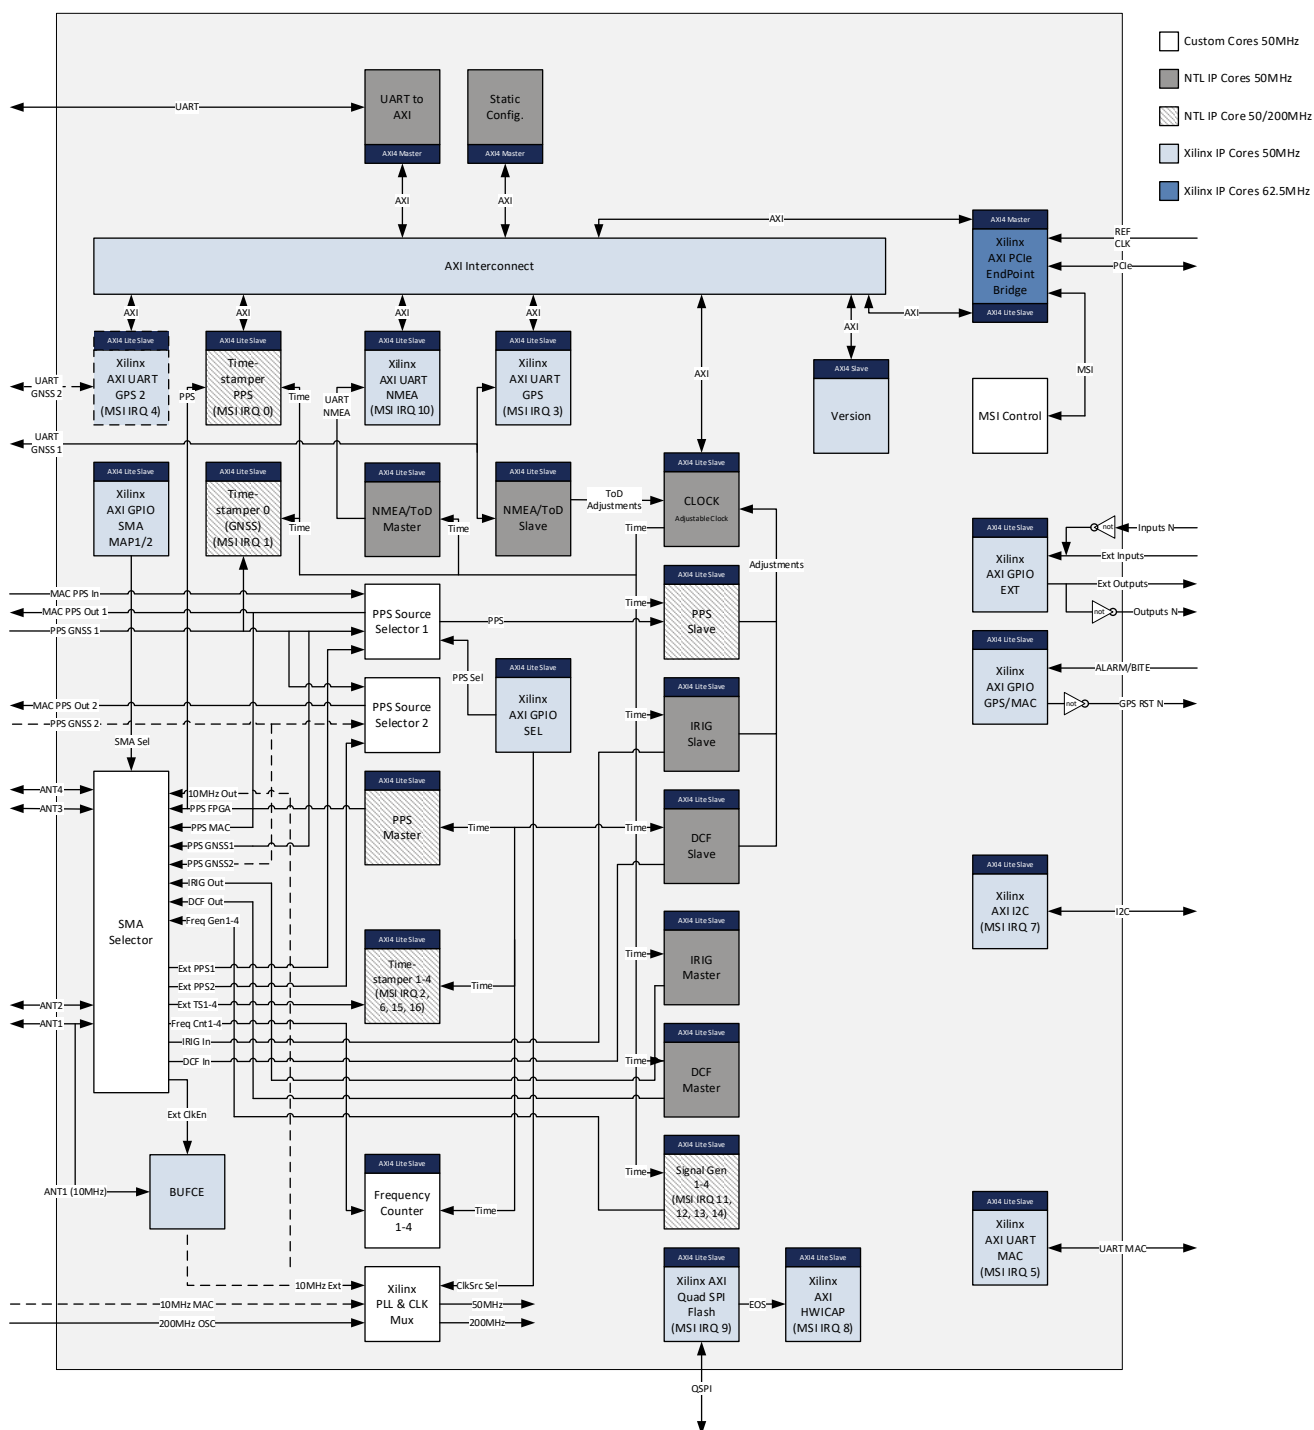 Custom Cores 50MHz
NTL IP Cores 50MHz
NTL IP Core 50/200MHz
Xilinx IP Cores 50MHz
Xilinx IP Cores 62.5MHz
UART
UART to
AXI
AXI4 Master
Static
Config.
AXI4 Master
AXI
AXI
AXI
AXI Interconnect
AXI4 Master
Xilinx
AXI PCIe
EndPoint
Bridge
AXI4 Lite Slave
REF
CLK
PCIe
AXI
AXI
AXI
AXI
AXI
AXI
AXI
MSI
AXI4 Lite Slave
Xilinx
AXI UART
GPS 2
(MSI IRQ 4)
UART
GNSS 2
AXI4 Lite Slave
Time-
stamper
PPS
(MSI IRQ 0)
PPS
Time
AXI4 Lite Slave
Xilinx
AXI UART
NMEA
(MSI IRQ 10)
UART
NMEA
AXI4 Lite Slave
Xilinx
AXI UART
GPS
(MSI IRQ 3)
AXI4 Slave
Version
MSI Control
UART
GNSS 1
AXI4 Lite Slave
Xilinx
AXI GPIO
SMA
MAP1/2
AXI4 Lite Slave
Time-
stamper 0
(GNSS)
(MSI IRQ 1)
Time
AXI4 Lite Slave
NMEA/ToD
Master
Time
AXI4 Lite Slave
NMEA/ToD
Slave
ToD
Adjustments
AXI4 Lite Slave
CLOCK
Adjustable Clock
Time
Adjustments
AXI4 Lite Slave
Xilinx
AXI GPIO
EXT
not
Inputs N
Ext Inputs
Ext Outputs
not
Outputs N
MAC PPS In
MAC PPS Out 1
PPS GNSS 1
PPS Source
Selector 1
PPS
AXI4 Lite Slave
PPS
Slave
Time
AXI4 Lite Slave
Xilinx
AXI GPIO
GPS/MAC
ALARM/BITE
not
GPS RST N
MAC PPS Out 2
PPS GNSS 2
PPS Source
Selector 2
PPS Sel
AXI4 Lite Slave
Xilinx
AXI GPIO
SEL
AXI4 Lite Slave
IRIG
Slave
Time
SMA Sel
ANT4
ANT3
ANT2
ANT1
SMA
Selector
10MHz Out
PPS FPGA
PPS MAC
PPS GNSS1
PPS GNSS2
IRIG Out
DCF Out
Freq Gen1-4
Ext PPS1
Ext PPS2
Ext TS1-4
Freq Cnt1-4
IRIG In
DCF In
AXI4 Lite Slave
PPS
Master
Time
Time
AXI4 Lite Slave
DCF
Slave
AXI4 Lite Slave
Xilinx
AXI I2C
(MSI IRQ 7)
I2C
AXI4 Lite Slave
Time-
stamper 1-4
(MSI IRQ 2,
6, 15, 16)
Time
Time
AXI4 Lite Slave
IRIG
Master
Time
AXI4 Lite Slave
DCF
Master
Ext ClkEn
ANT1 (10MHz)
BUFCE
AXI4 Lite Slave
Frequency
Counter
1-4
Time
Time
AXI4 Lite Slave
Signal Gen
1-4
(MSI IRQ 11,
12, 13, 14)
AXI4 Lite Slave
Xilinx
AXI UART
MAC
(MSI IRQ 5)
UART MAC
10MHz Ext
10MHz MAC
200MHz OSC
Xilinx
PLL & CLK
Mux
ClkSrc Sel
50MHz
200MHz
AXI4 Lite Slave
Xilinx AXI
Quad SPI
Flash
(MSI IRQ 9)
EOS
AXI4 Lite Slave
Xilinx
AXI
HWICAP
(MSI IRQ 8)
QSPI